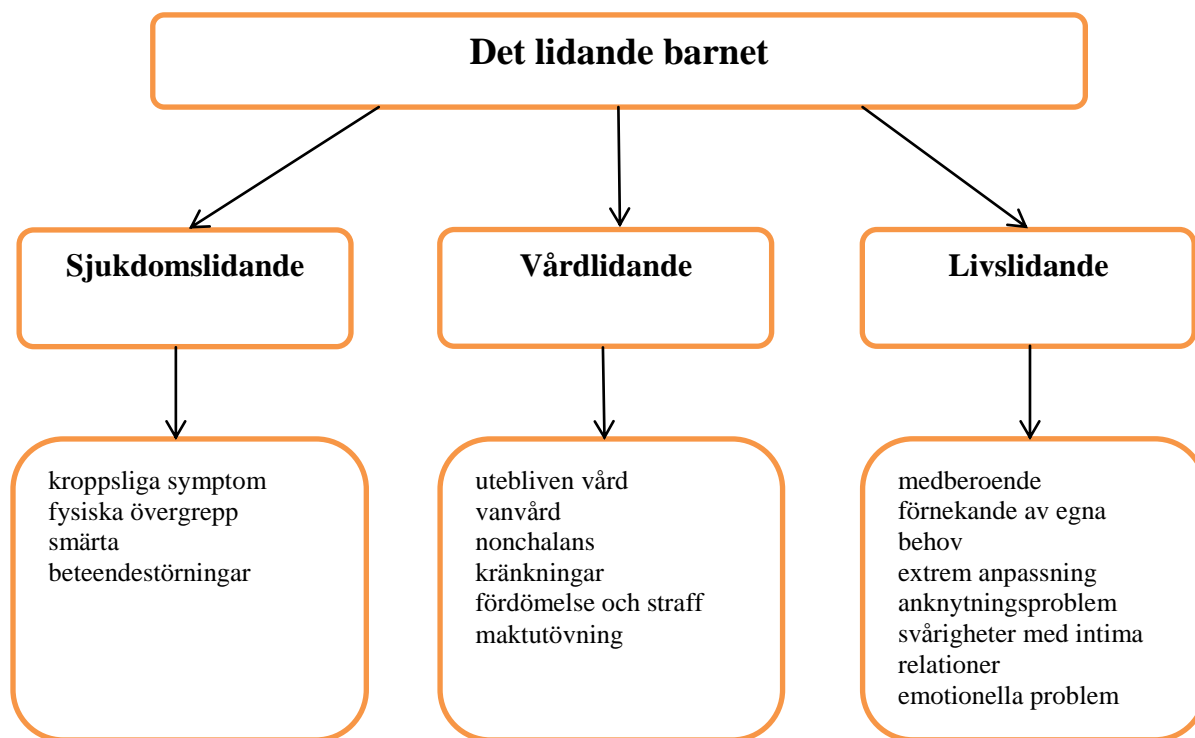 Det lidande barnet
Sjukdomslidande
Vårdlidande
Livslidande
kroppsliga symptom
fysiska övergrepp
smärta
beteendestörningar
utebliven vård
vanvård
nonchalans
kränkningar
fördömelse och straff
maktutövning
medberoende
förnekande av egna
behov
extrem anpassning
anknytningsproblem
svårigheter med intima
relationer
emotionella problem